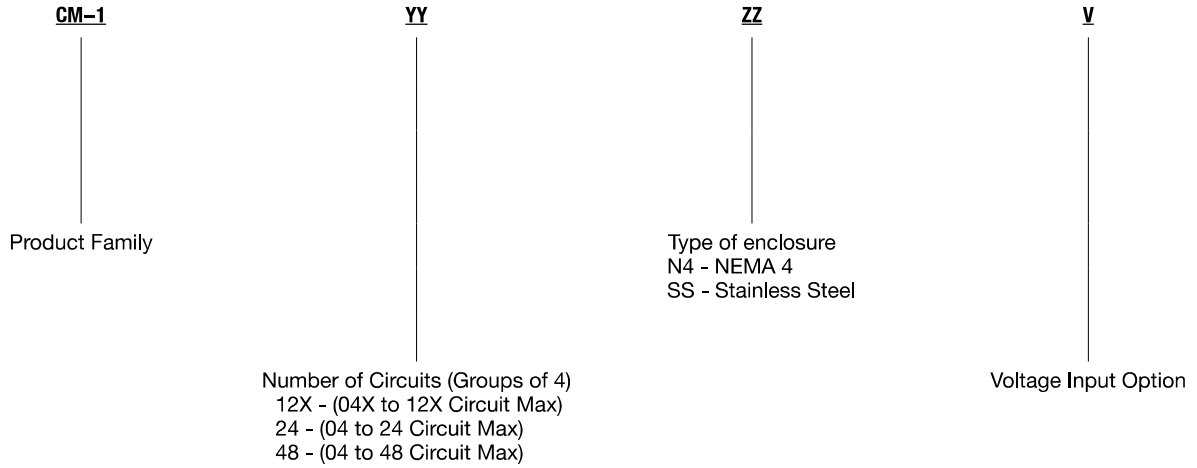 CM–1 YY ZZ V
Product Family
Type of enclosure
N4 - NEMA 4
SS - Stainless Steel
Number of Circuits (Groups of 4)
12X - (04X to 12X Circuit Max)
24 - (04 to 24 Circuit Max)
48 - (04 to 48 Circuit Max)
Voltage Input Option